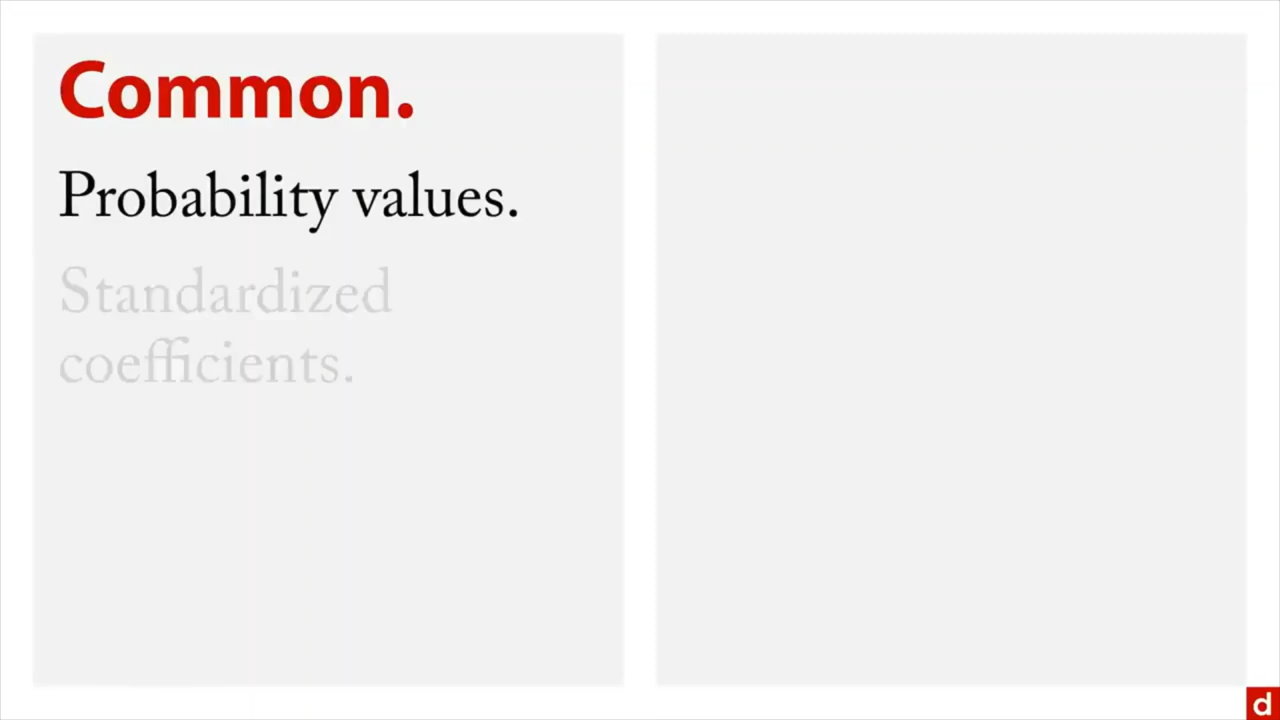 Common.
Probability values.
Standardized
coefficients.
d